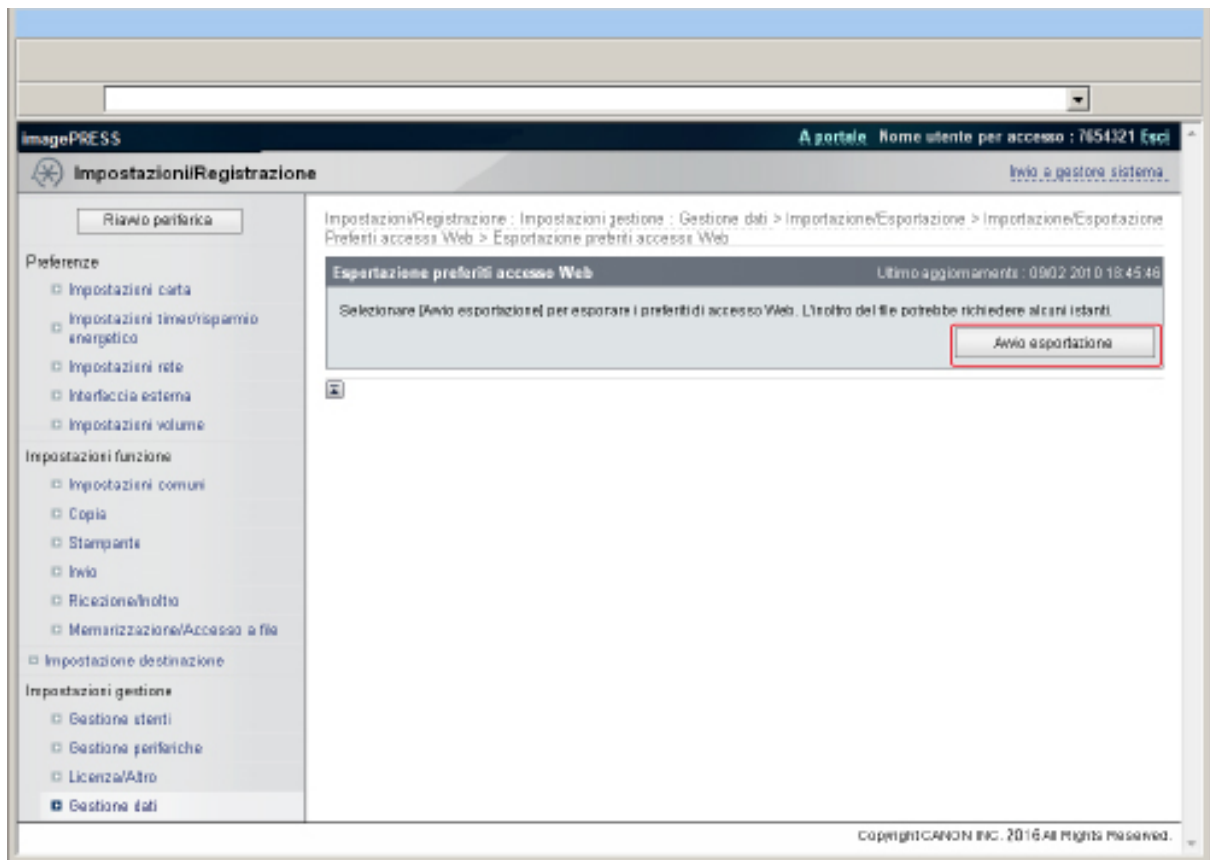 imagePRESS
A portale Nome utente per accesso : 7654321 Esci
Impostazioni/Registrazione
Invio a gestore sistema
Riavvio periferica
Impostazioni/Registrazione : Impostazioni gestione : Gestione dati > Importazione/Esportazione > Importazione/Esportazione
Preferiti accesso Web > Esportazione preferiti accesso Web
Preferenze
Impostazioni carta
Impostazioni timer/risparmio
energetico
Impostazioni rete
Interfaccia esterna
Impostazioni volume
Impostazioni funzione
Impostazioni comuni
Copia
Stampante
Invio
Ricezione/Inoltro
Memorizzazione/Accesso a file
Impostazione destinazione
Impostazioni gestione
Gestione utenti
Gestione periferiche
Licenza/Altro
Gestione dati
Esportazione preferiti accesso Web
Ultimo aggiornamento : 09/02 2010 18:45:46
Selezionare [Avvio esportazione] per esporare i preferiti di accesso Web. L'inoltro del file potrebbe richiedere alcuni istanti.
Avvio esportazione
Copyright CANON INC. 2016 All Rights Reserved.